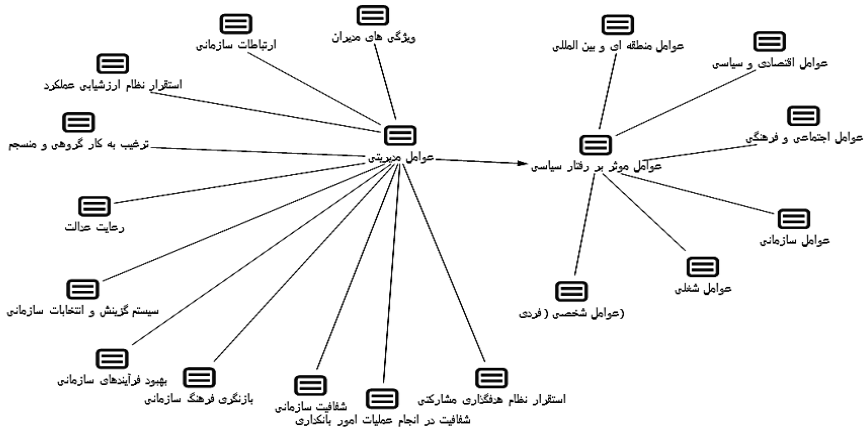 ویژگی های مدیران
ارتباطات سازمانی
استقرار نظام ارزشیابی عملکرد
ترغیب به کار گروهی و منسجم
عوامل مدیریتی
رعایت عدالت
سیستم گزینش و انتخابات سازمانی
بهبود فرآیندهای سازمانی
بازنگری فرهنگ سازمانی
شفافیت سازمانی
شفافیت در انجام عملیات امور بانکداری
استقرار نظام هدفگذاری مشارکتی
عوامل منطقه ای و بین المللی
عوامل اقتصادی و سیاسی
عوامل اجتماعی و فرهنگی
عوامل موثر بر رفتار سیاسی
عوامل سازمانی
عوامل شغلی
(عوامل شخصی ( فردی